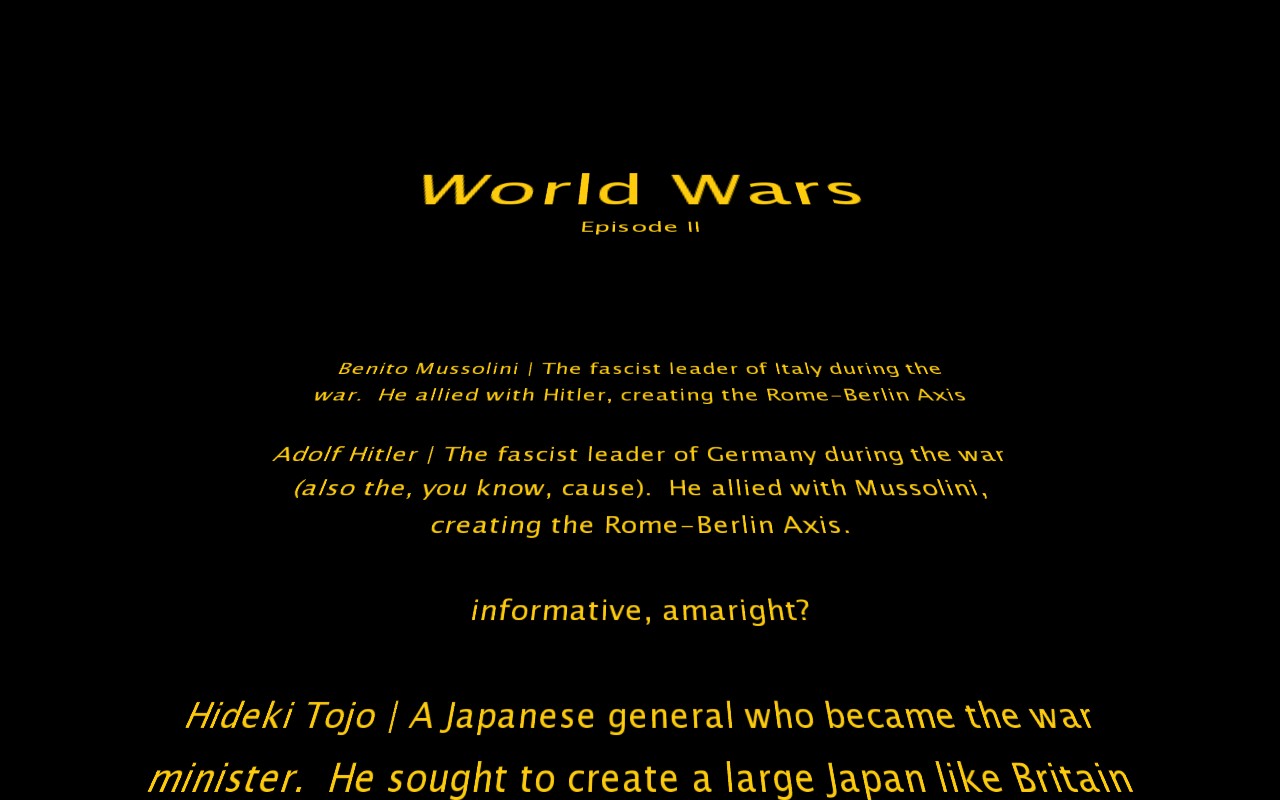 World Wars
Episode II
Benito Mussolini | The fascist leader of Italy during the
war.  He allied with Hitler, creating the Rome-Berlin Axis
Adolf Hitler | The fascist leader of Germany during the war
(also the, you know, cause).  He allied with Mussolini,
creating the Rome-Berlin Axis.
informative, amaright?
Hideki Tojo | A Japanese general who became the war
minister.  He sought to create a large Japan like Britain